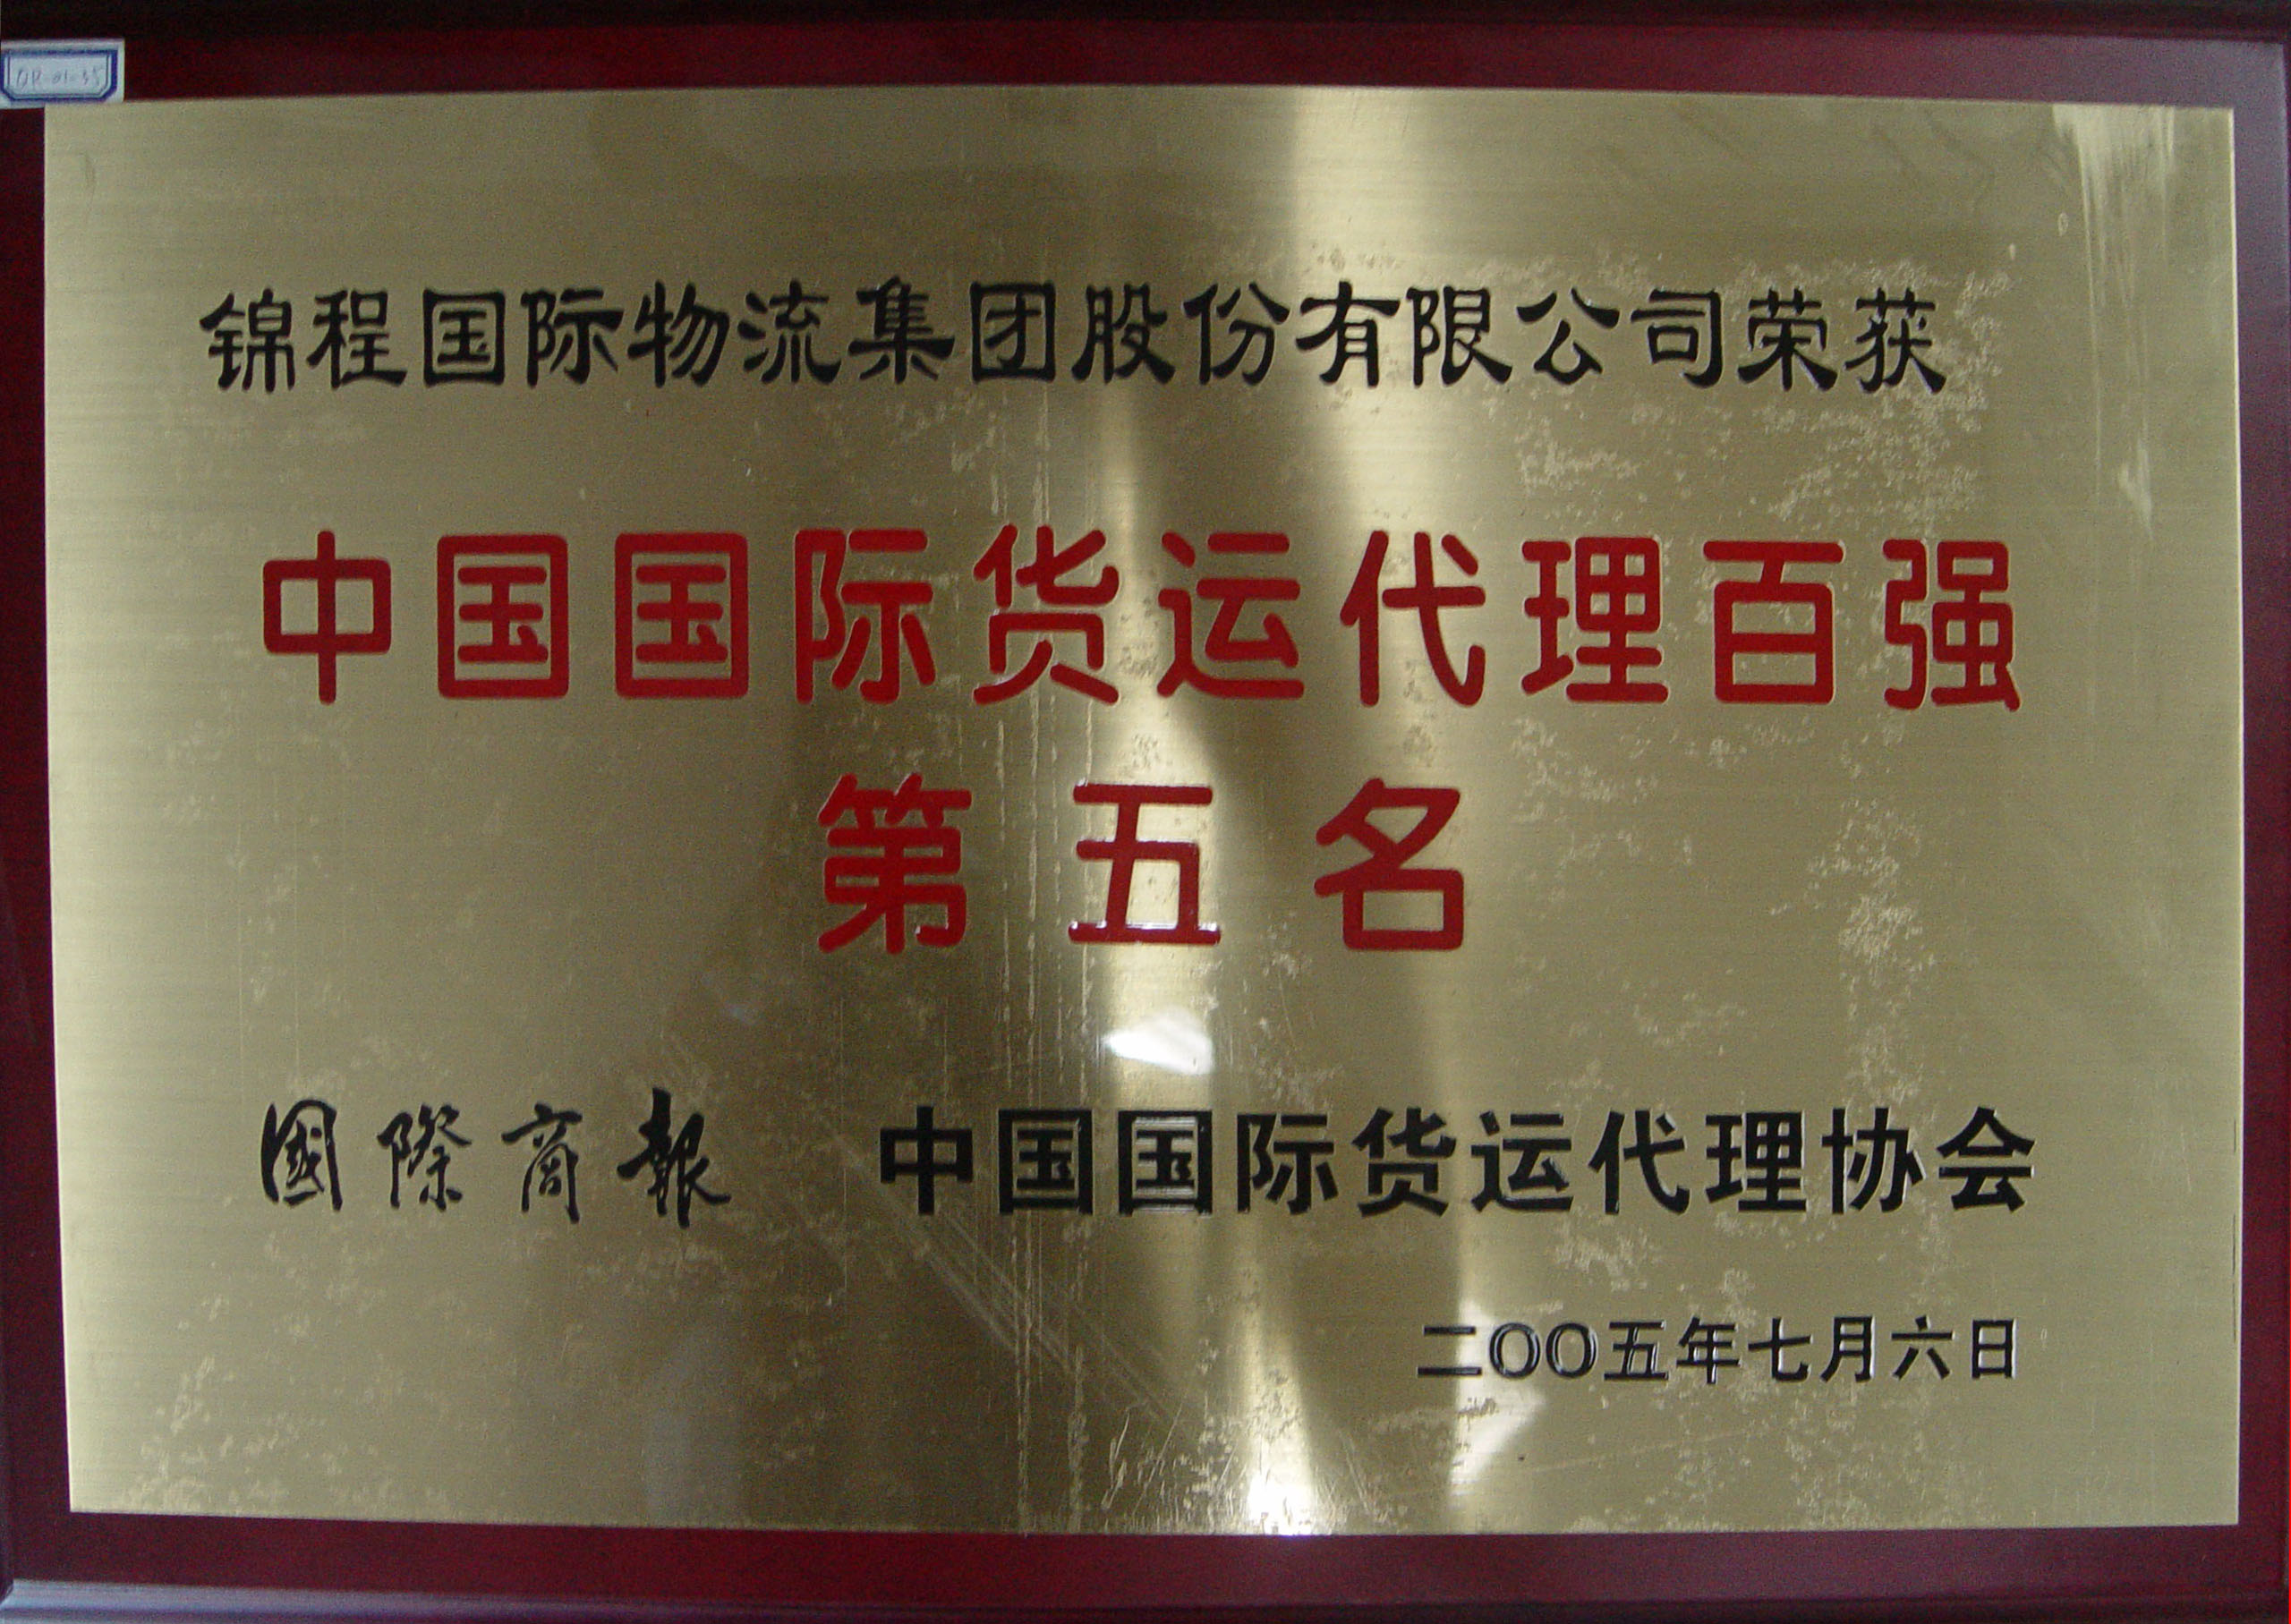 锦程国际物流集团股份有限公司荣获
中国国际货运代理百强
第五名
國際商報 中国国际货运代理协会
二〇〇五年七月六日